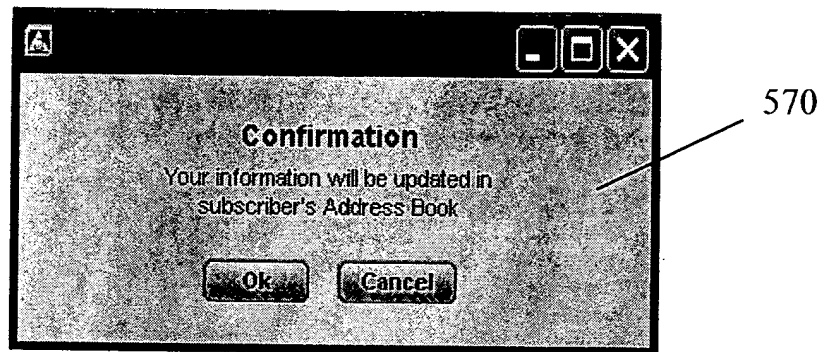 Confirmation
570
Your information will be updated in
subscriber's Address Book
Ok Cancel